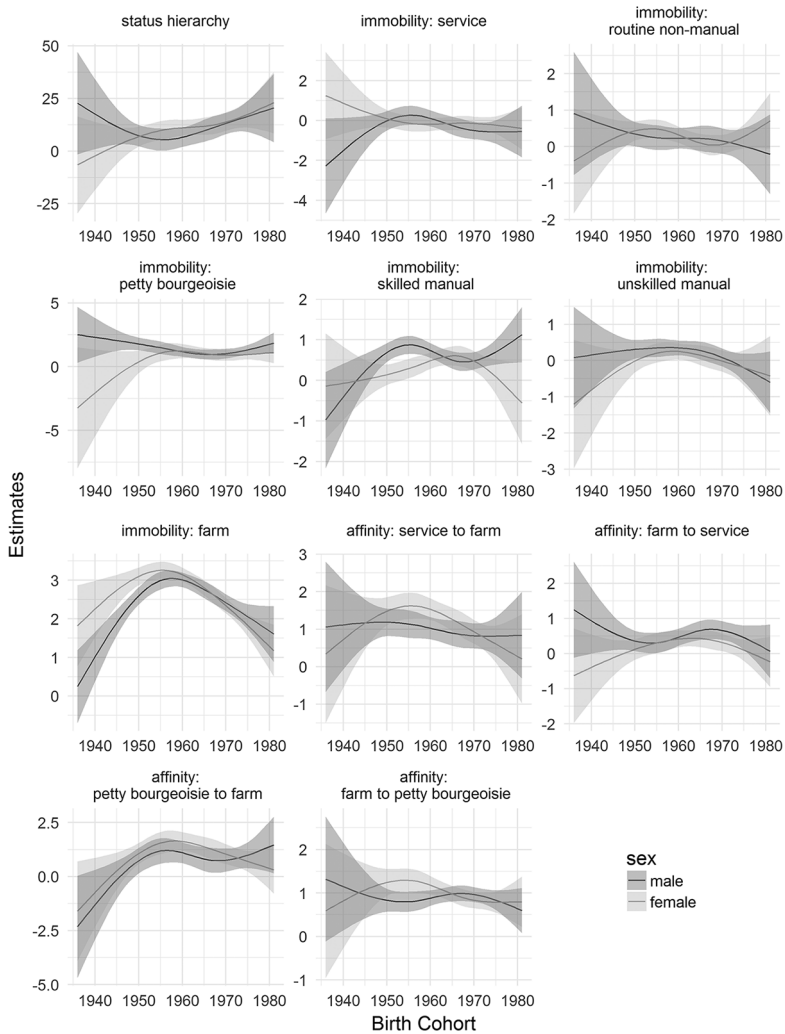 status hierarchy
immobility: service
immobility:
routine non-manual
50
25
0
-25
2
0
-2
-4
2
1
0
-1
-2
1940 1950 1960 1970 1980
1940 1950 1960 1970 1980
1940 1950 1960 1970 1980
immobility:
petty bourgeoisie
immobility:
skilled manual
immobility:
unskilled manual
5
0
-5
2
1
0
-1
-2
1
0
-1
-2
-3
1940 1950 1960 1970 1980
1940 1950 1960 1970 1980
1940 1950 1960 1970 1980
Estimates
immobility: farm
affinity: service to farm
affinity: farm to service
3
2
1
0
3
2
1
0
-1
2
1
0
-1
-2
1940 1950 1960 1970 1980
1940 1950 1960 1970 1980
1940 1950 1960 1970 1980
affinity:
petty bourgeoisie to farm
affinity:
farm to petty bourgeoisie
2.5
0.0
-2.5
-5.0
2
1
0
-1
1940 1950 1960 1970 1980
1940 1950 1960 1970 1980
sex
male
female
Birth Cohort